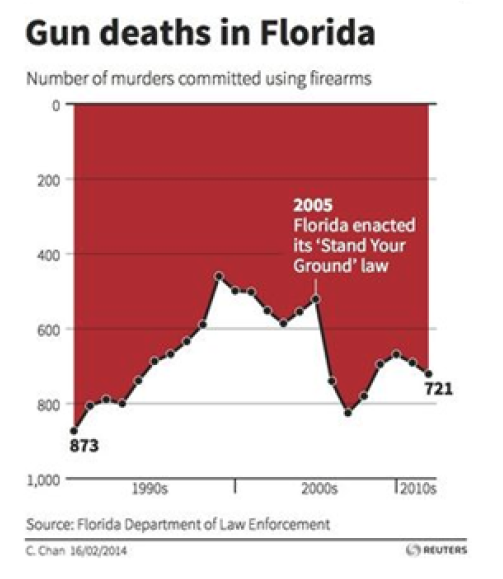 Gun deaths in Florida
Number of murders committed using firearms
0
200
400
600
800
1,000
2005
Florida enacted
its ‘Stand Your
Ground’ law
873
721
1990s
2000s
2010s
Source: Florida Department of Law Enforcement
C. Chan 16/02/2014
REUTERS